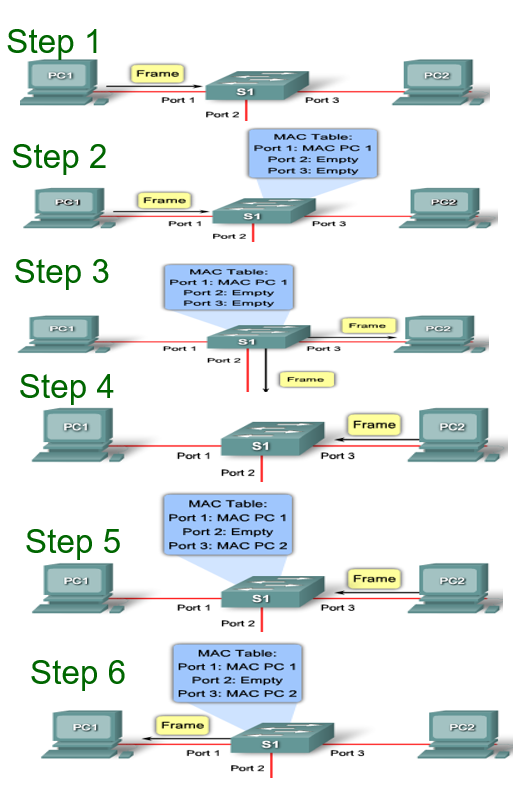 Step 1
PC1
Frame
S1
PC2
Port 1
Port 3
Port 2
MAC Table:
Port 1: MAC PC 1
Port 2: Empty
Port 3: Empty
Step 2
PC1
Frame
S1
PC2
Port 1
Port 3
Port 2
Step 3
MAC Table:
Port 1: MAC PC 1
Port 2: Empty
Port 3: Empty
PC1
Frame
PC2
S1
Port 1
Port 3
Port 2
Frame
Step 4
PC1
Frame
PC2
S1
Port 1
Port 3
Port 2
MAC Table:
Port 1: MAC PC 1
Port 2: Empty
Port 3: MAC PC 2
Step 5
PC1
Frame
PC2
S1
Port 1
Port 3
Port 2
MAC Table:
Port 1: MAC PC 1
Port 2: Empty
Port 3: MAC PC 2
Step 6
PC1
Frame
PC2
S1
Port 1
Port 3
Port 2